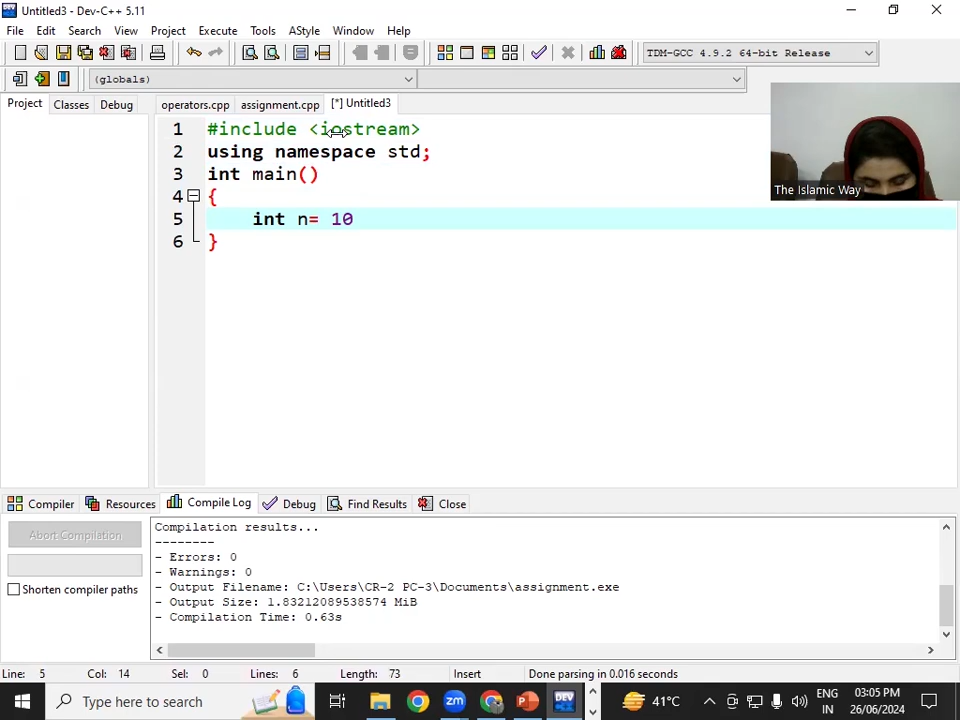 Untitled3 - Dev-C++ 5.11
File Edit Search View Project Execute Tools AStyle Window Help
TDM-GCC 4.9.2 64-bit Release
(globals)
Project Classes Debug
operators.cpp assignment.cpp [*] Untitled3
1 #include <iostream>
2 using namespace std;
3 int main()
4 {
5 int n= 10
6 }
The Islamic Way
Compiler Resources Compile Log Debug Find Results Close
Abort Compilation
Shorten compiler paths
Compilation results...
--------
- Errors: 0
- Warnings: 0
- Output Filename: C:\Users\CR-2 PC-3\Documents\assignment.exe
- Output Size: 1.83212089538574 MiB
- Compilation Time: 0.63s
Line: 5 Col: 14 Sel: 0 Lines: 6 Length: 73 Insert Done parsing in 0.016 seconds
Type here to search
zm
DEV
41°C
ENG
IN
03:05 PM
26/06/2024